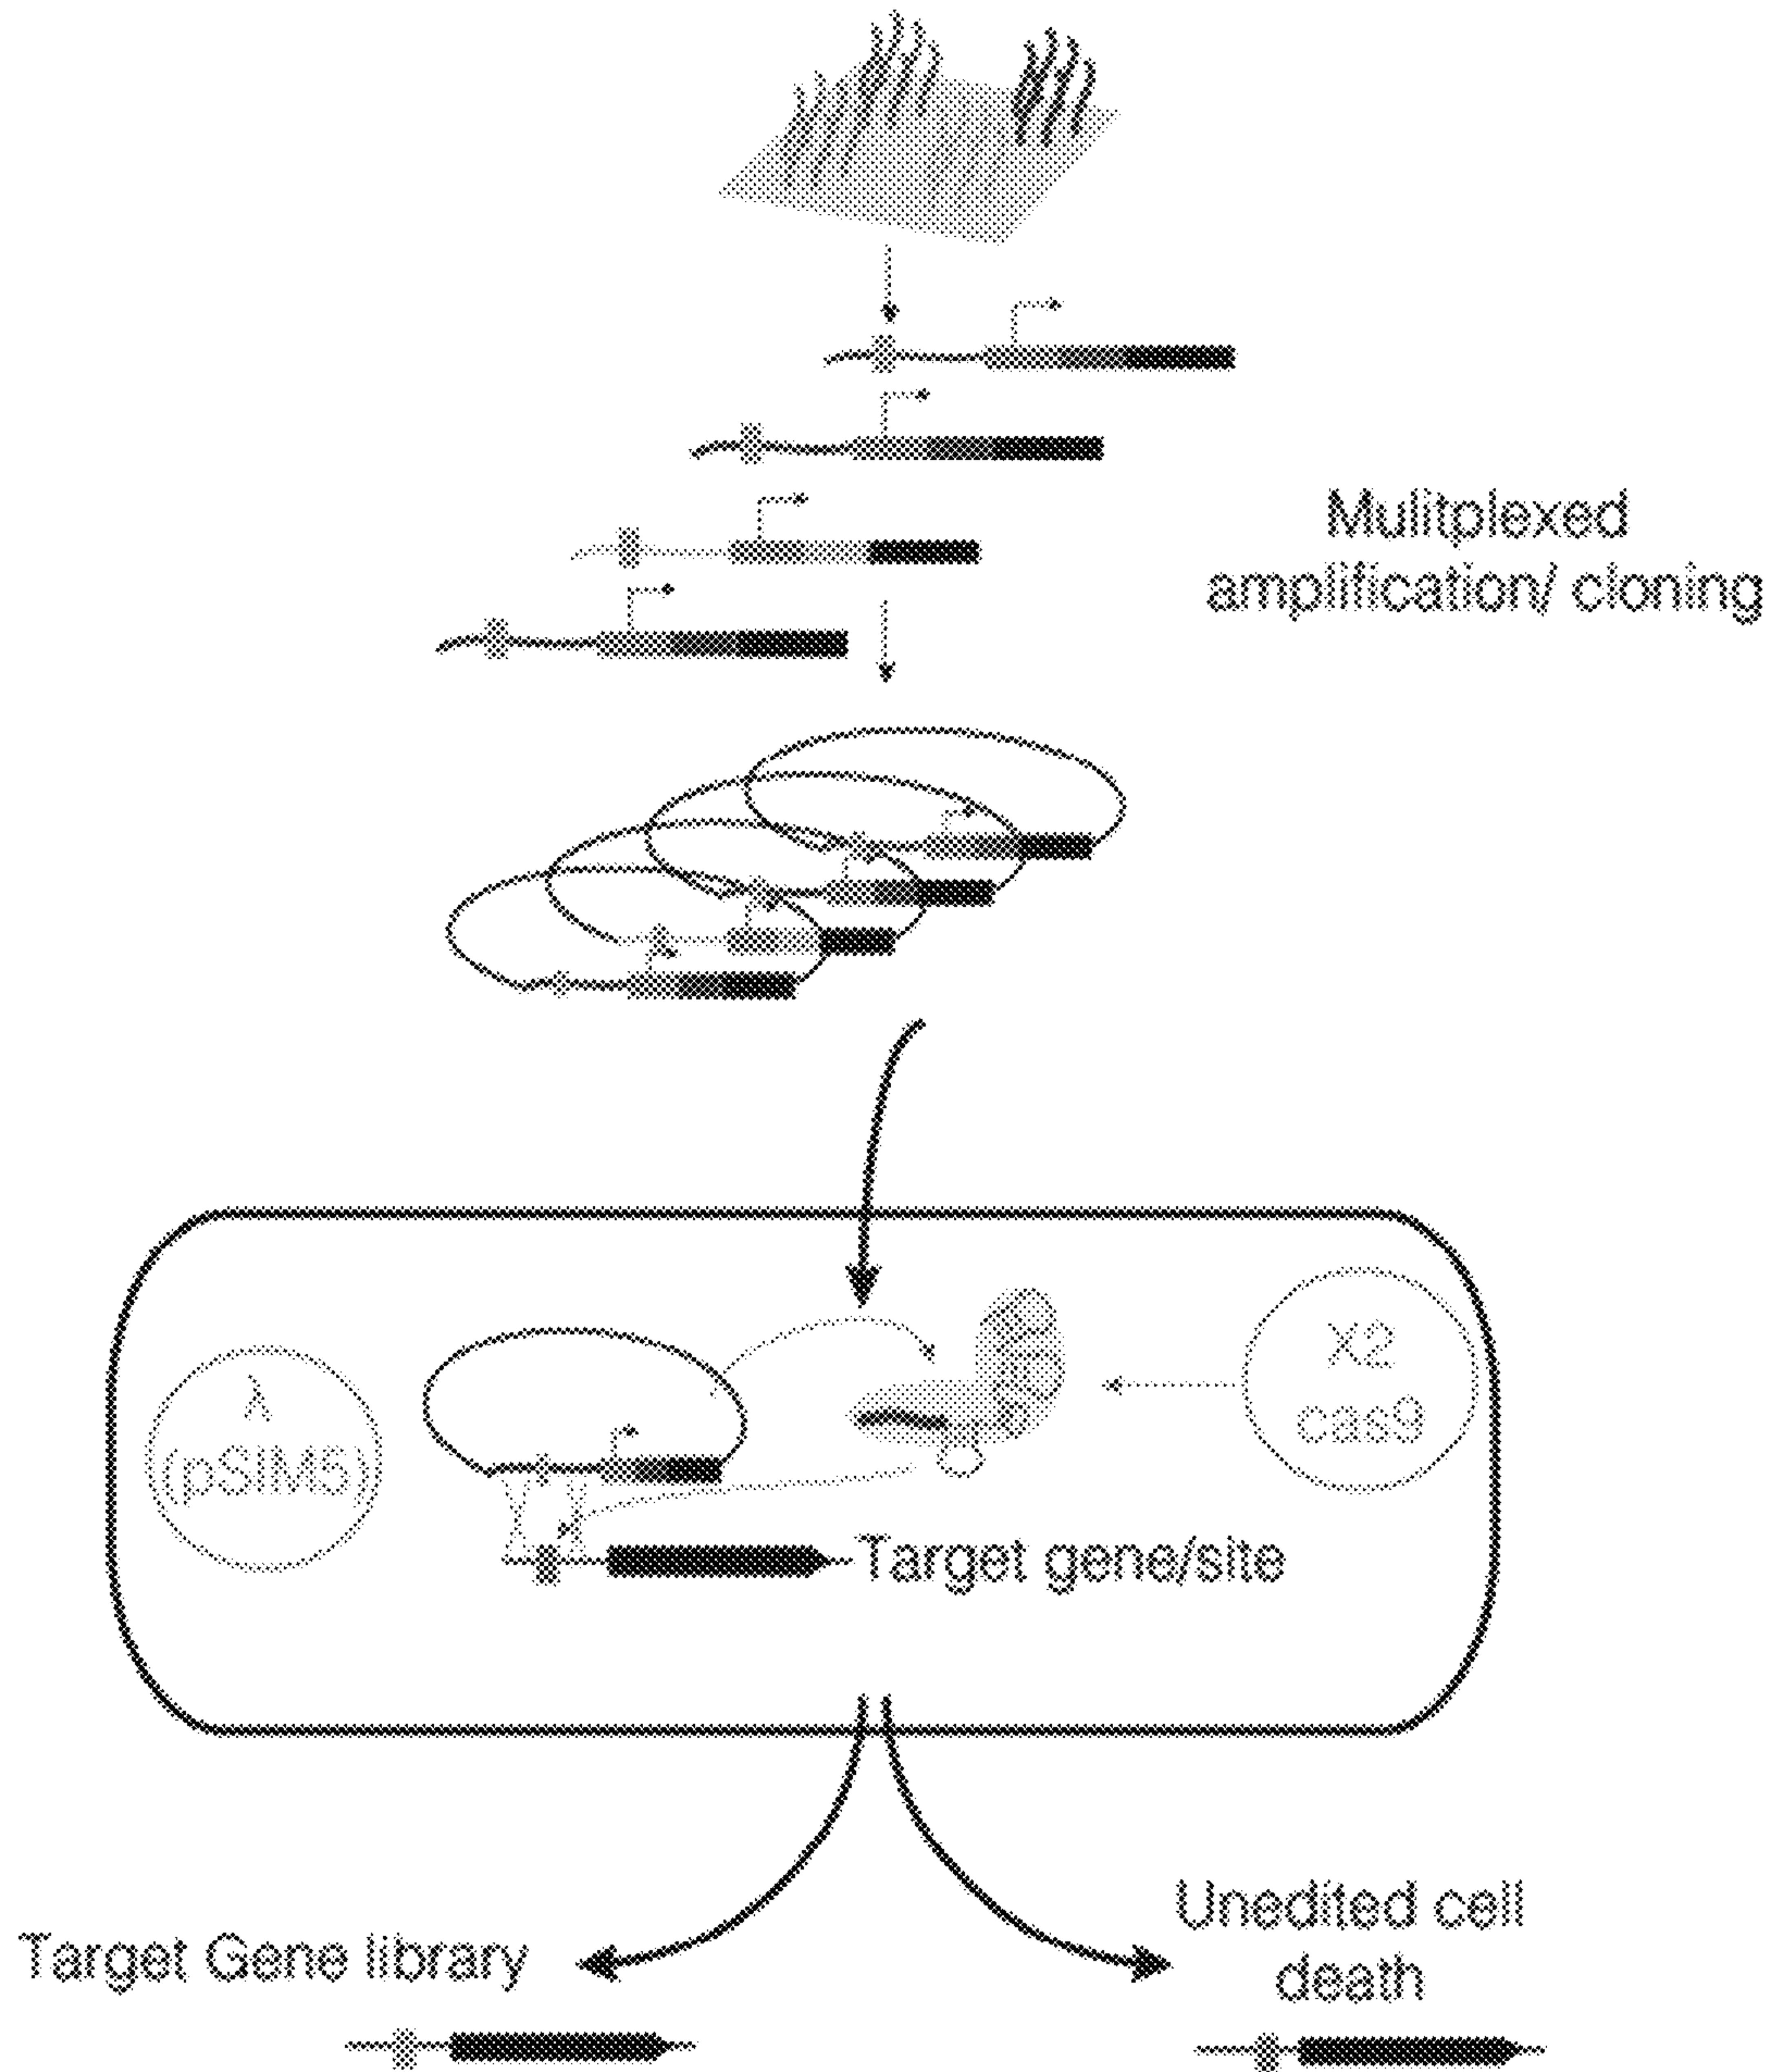 Mulitplexed
amplification/ cloning
λ
(pSIM5)
X2
cas9
Target gene/site
Target Gene library
Unedited cell
death